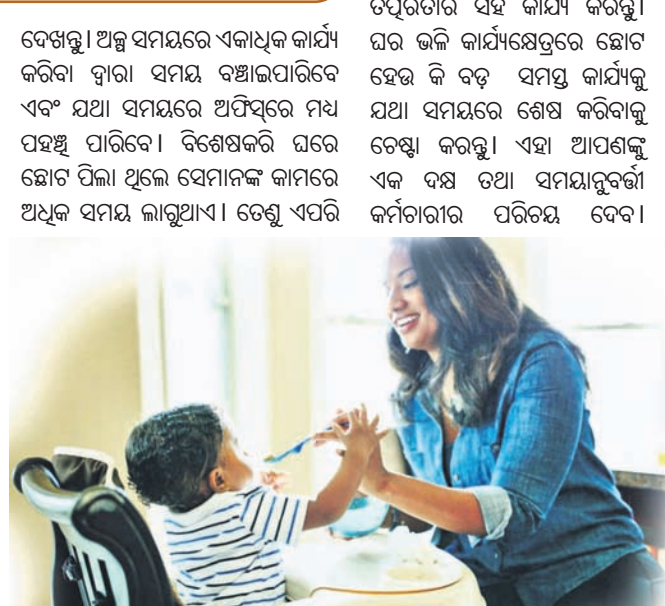 ଦେଖନ୍ତୁ। ଅଳ୍ପ ସମୟରେ ଏକାଧିକ କାର୍ଯ୍ୟ
କରିବା ଦ୍ୱାରା ସମୟ ବଞ୍ଚାଇପାରିବେ
ଏବଂ ଯଥା ସମୟରେ ଅଫିସ୍‌ରେ ମଧ୍ୟ
ପହଞ୍ଚି ପାରିବେ। ବିଶେଷକରି ଘରେ
ଛୋଟ ପିଲା ଥିଲେ ସେମାନଙ୍କ କାମରେ
ଅଧିକ ସମୟ ଲାଗୁଥାଏ। ତେଣୁ ଏପରି
ତତ୍ପରତାର ସହ କାର୍ଯ୍ୟ କରନ୍ତୁ।
ଘର ଭଳି କାର୍ଯ୍ୟକ୍ଷେତ୍ରରେ ଛୋଟ
ହେଉ କି ବଡ଼ ସମସ୍ତ କାର୍ଯ୍ୟକୁ
ଯଥା ସମୟରେ ଶେଷ କରିବାକୁ
ଚେଷ୍ଟା କରନ୍ତୁ। ଏହା ଆପଣଙ୍କୁ
ଏକ ଦକ୍ଷ ତଥା ସମୟାନୁବର୍ତ୍ତୀ
କର୍ମଚାରୀର ପରିଚୟ ଦେବ।